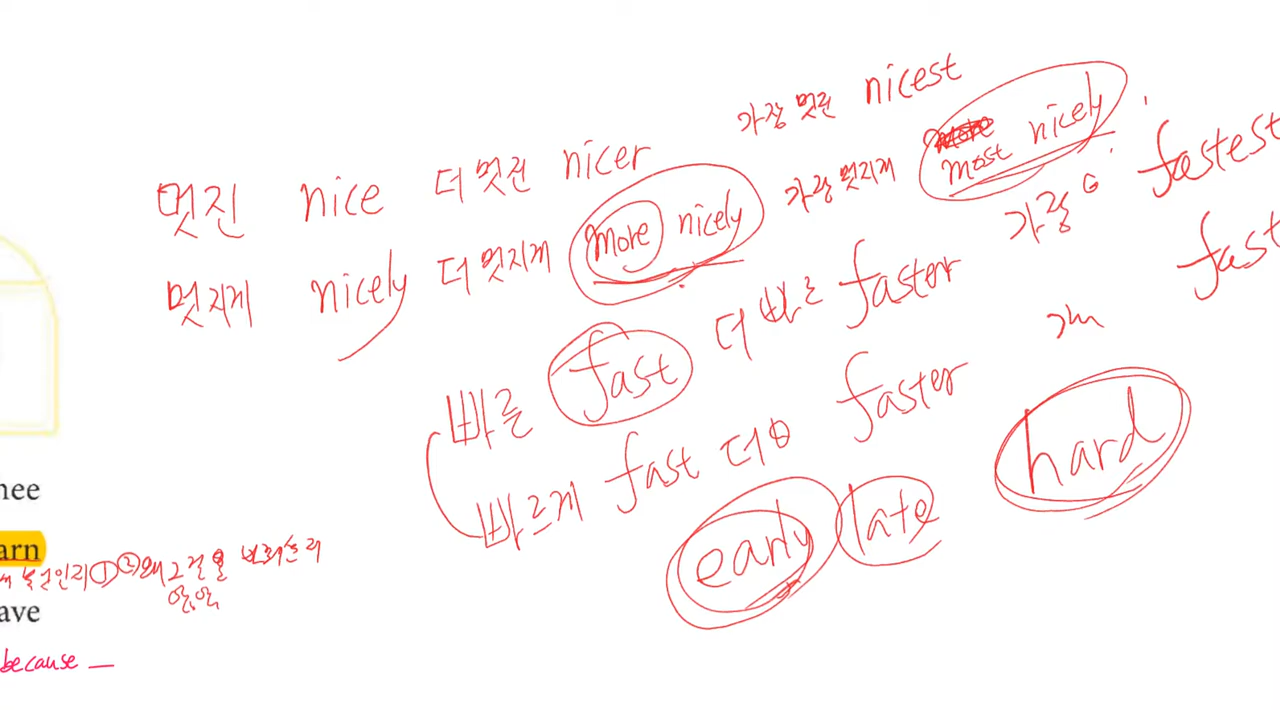 멋진 nice 더 멋진 nicer 가장 멋진 nicest
멋지게 nicely 더 멋지게 more nicely 가장 멋지게 most nicely
빠른 fast 더 빠르 faster 가장 fastest
빠르게 fast 더 ㅃ faster fast
early late hard
nee
arn
ave
because